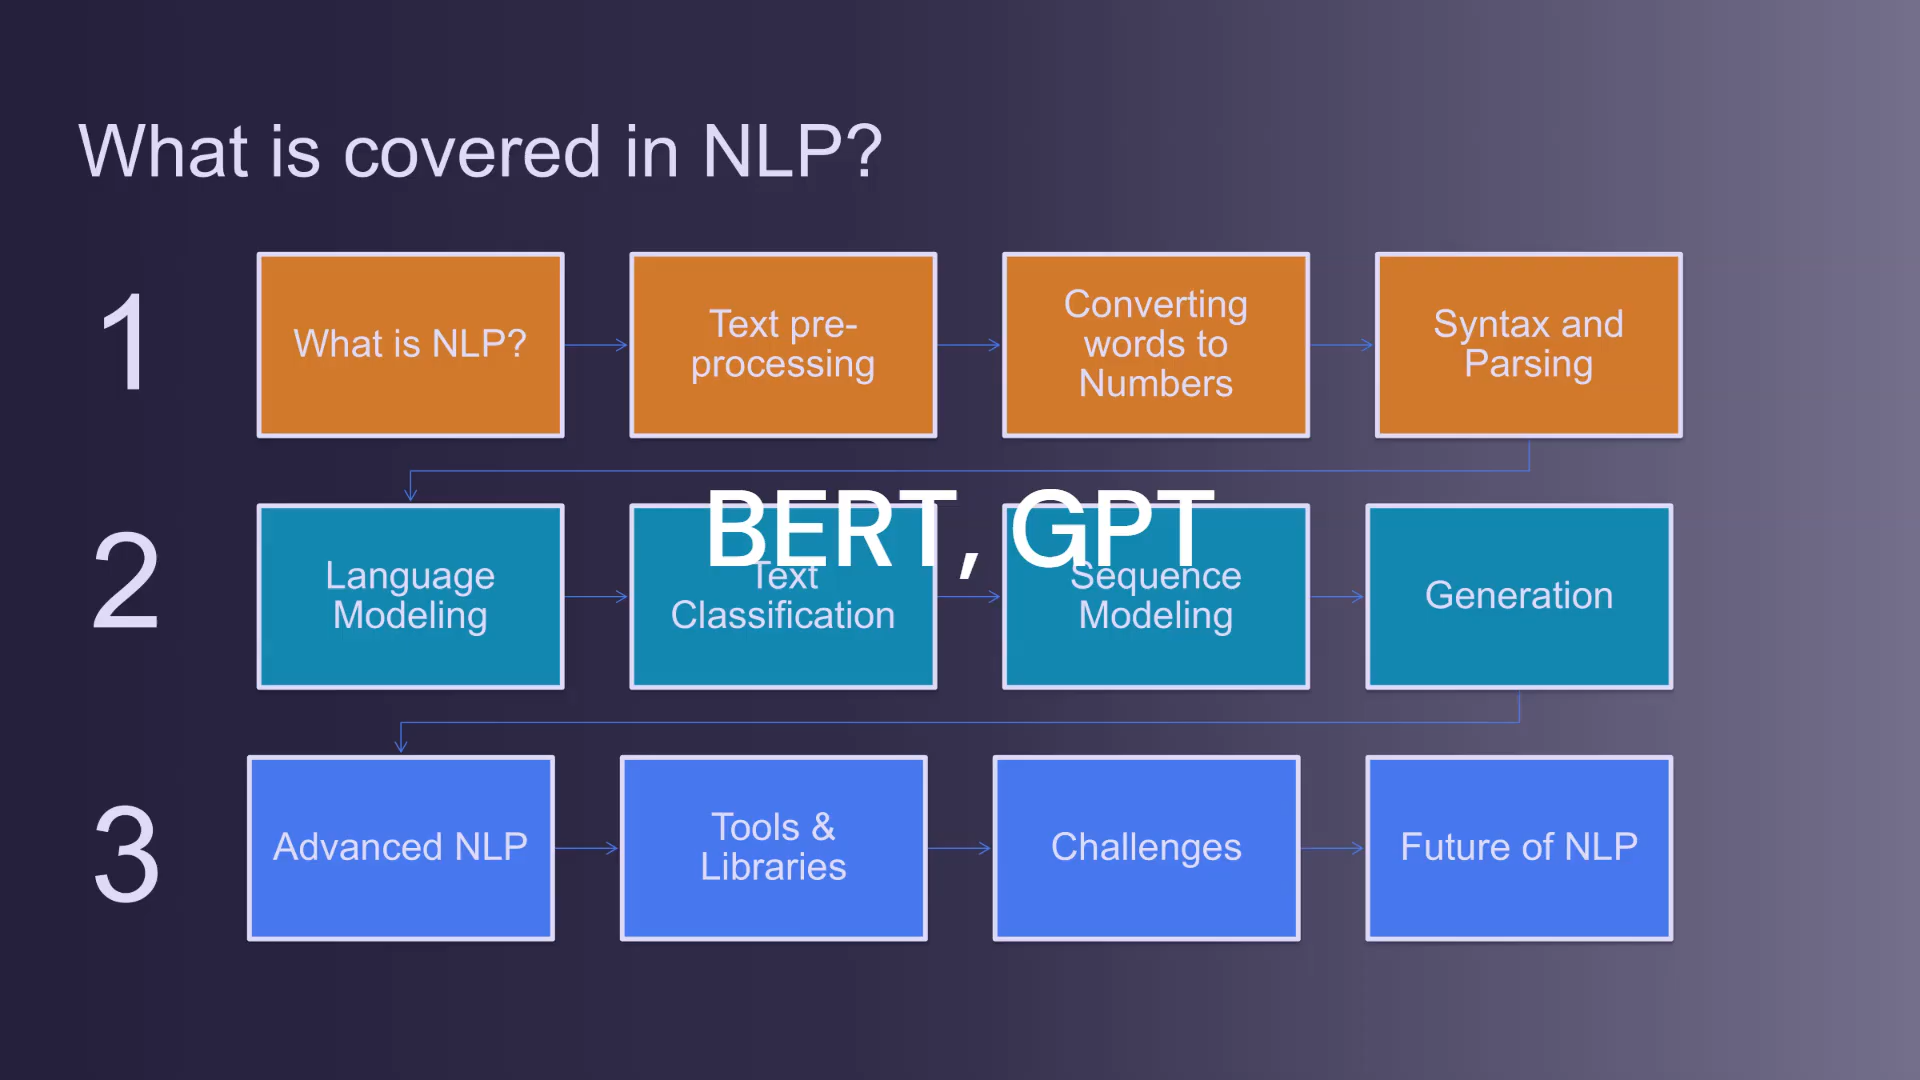 What is covered in NLP?
1
What is NLP?
Text pre-
processing
Converting
words to
Numbers
Syntax and
Parsing
BERT, GPT
2
Language
Modeling
Text
Classification
Sequence
Modeling
Generation
3
Advanced NLP
Tools &
Libraries
Challenges
Future of NLP